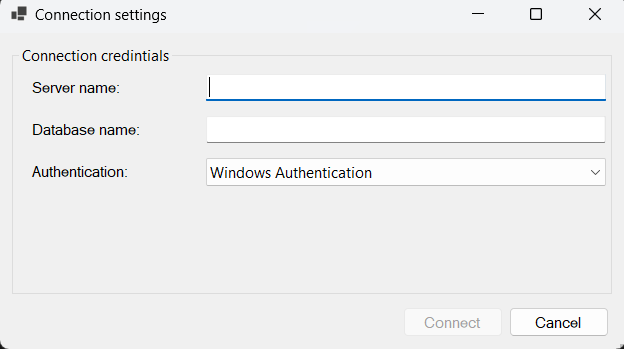 Connection settings
Connection credintials
Server name:
Database name:
Authentication: Windows Authentication
Connect Cancel